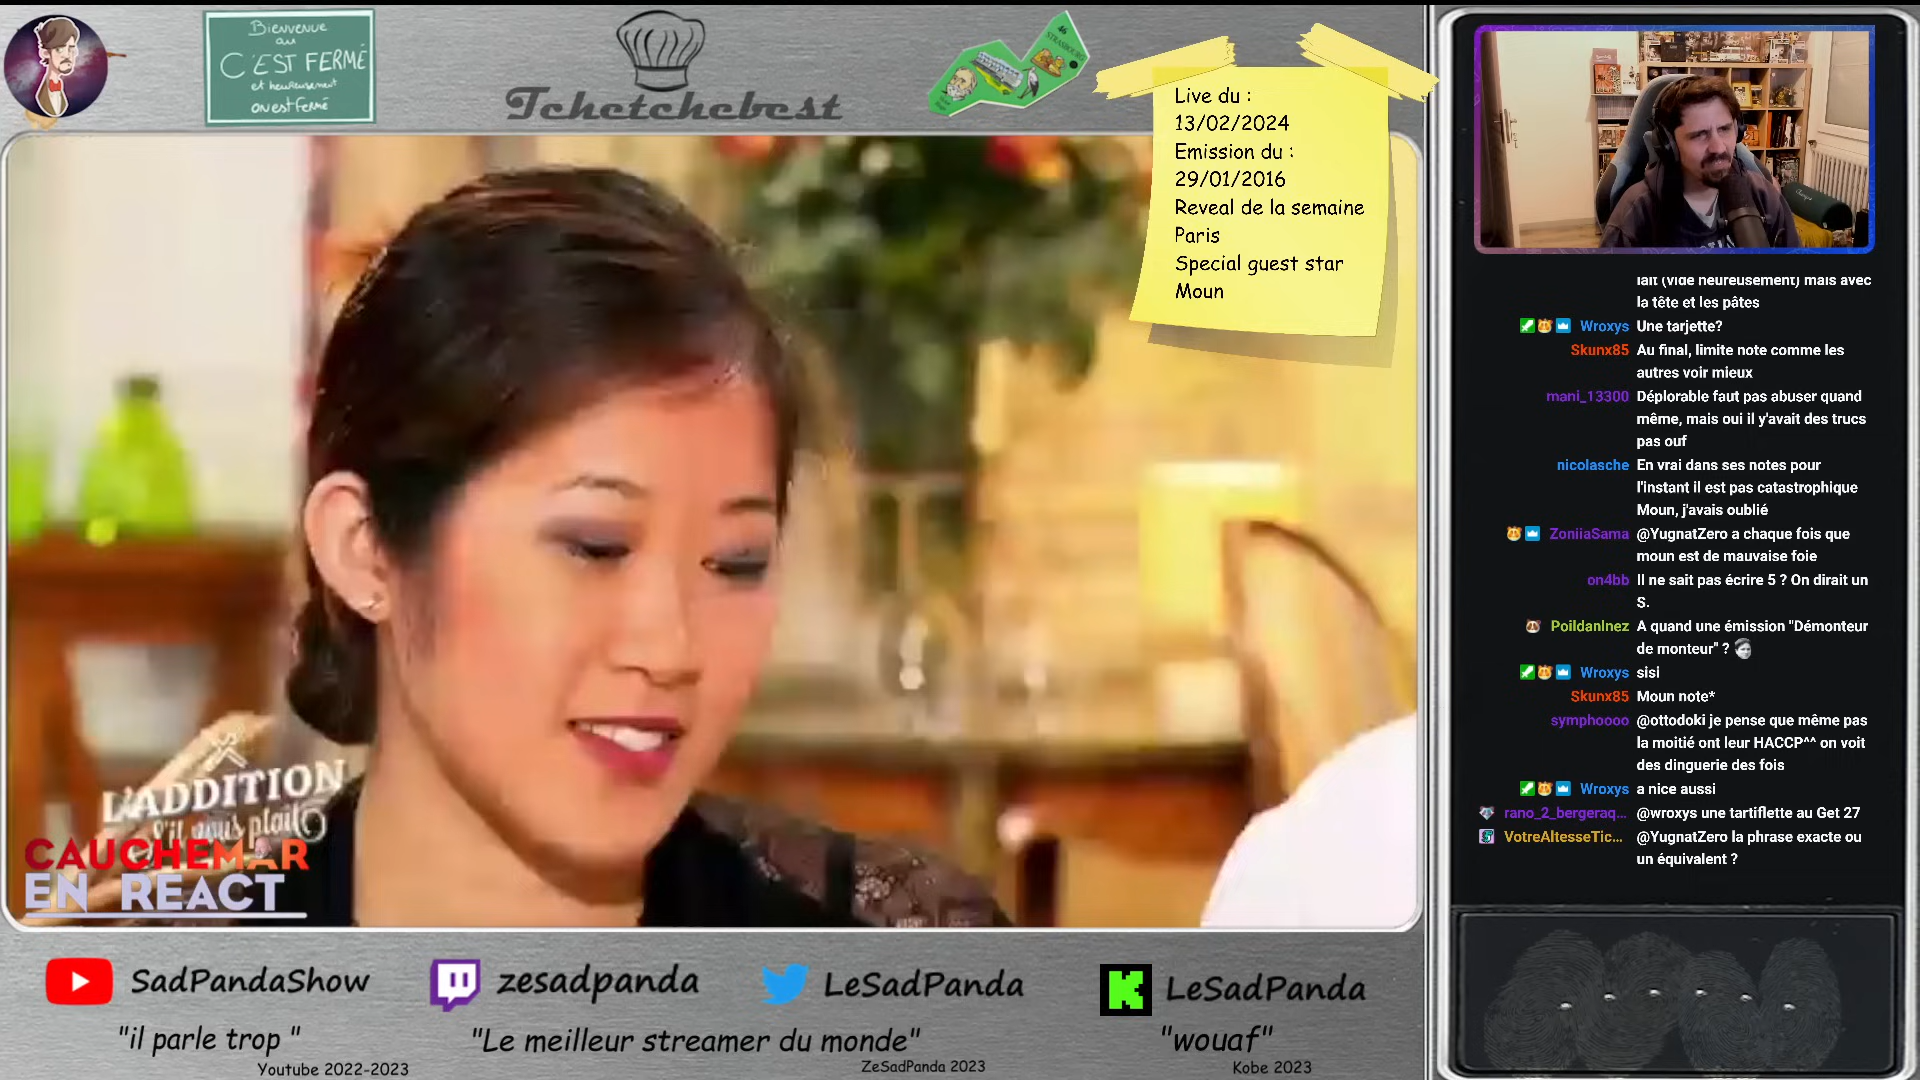 Bienvenue
au
C'EST FERMÉ
et heureusement
on est fermé
Tchetchebest
46
STRASBOURG
Live du :
13/02/2024
Emission du :
29/01/2016
Reveal de la semaine
Paris
Special guest star
Moun
L'ADDITION
S'il vous plaît
CAUCHEMAR
EN REACT
lait (vide heureusement) mais avec
la tête et les pâtes
Wroxys Une tarjette?
Skunx85 Au final, limite note comme les
autres voir mieux
mani_13300 Déplorable faut pas abuser quand
même, mais oui il y'avait des trucs
pas ouf
nicolasche En vrai dans ses notes pour
l'instant il est pas catastrophique
Moun, j'avais oublié
ZoniiaSama @YugnatZero a chaque fois que
moun est de mauvaise foie
on4bb Il ne sait pas écrire 5 ? On dirait un
S.
PoildanInez A quand une émission "Démonteur
de monteur" ?
Wroxys sisi
Skunx85 Moun note*
symphoooo @ottodoki je pense que même pas
la moitié ont leur HACCP^^ on voit
des dinguerie des fois
Wroxys a nice aussi
rano_2_bergeraq... @wroxys une tartiflette au Get 27
VotreAltesseTic... @YugnatZero la phrase exacte ou
un équivalent ?
SadPandaShow
zesadpanda
LeSadPanda
LeSadPanda
"il parle trop "
Youtube 2022-2023
"Le meilleur streamer du monde"
ZeSadPanda 2023
"wouaf"
Kobe 2023